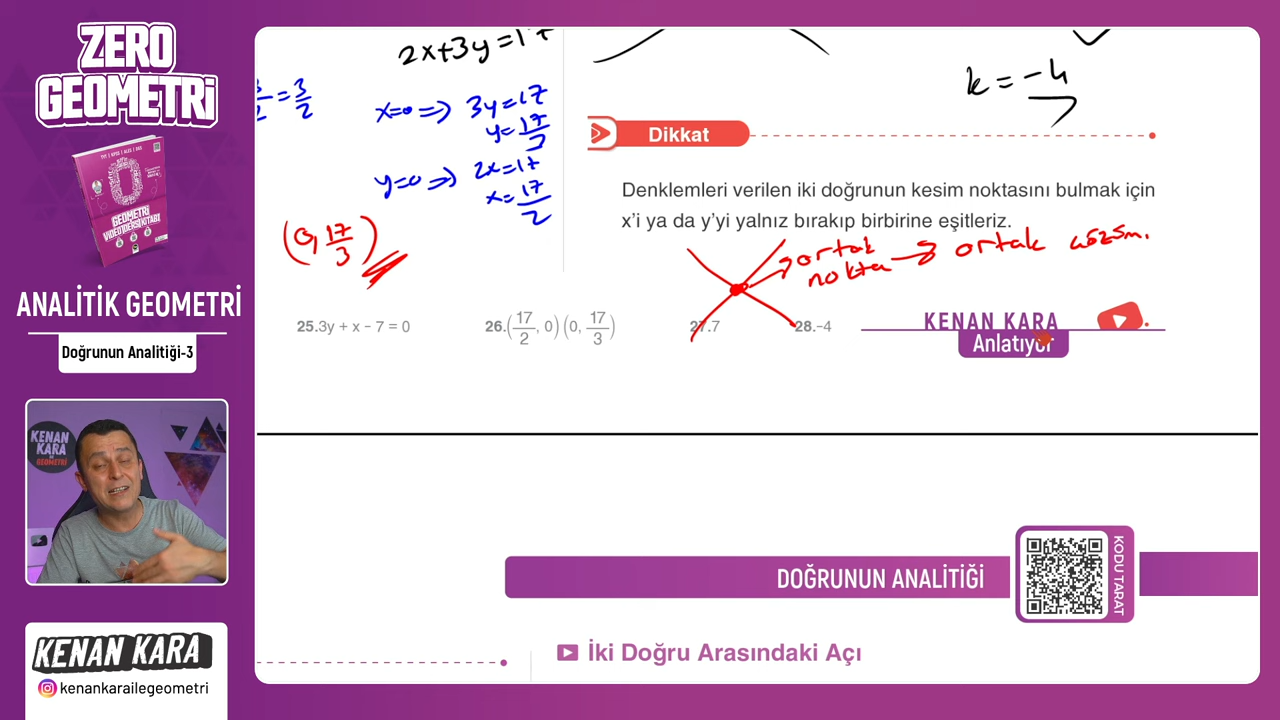 ZERO
GEOMETRİ
GEOMETRİ
VİDEO DERS KİTABI
ANALİTİK GEOMETRİ
Doğrunun Analitiği-3
KENAN
KARA
GEOMETRİ
KENAN KARA
kenankarailegeometri
2x+3y=17
=3/2
x=0 => 3y=17
y=17/3
y=0 => 2x=17
x=17/2
(0, 17/3)
k=-4
Dikkat
Denklemleri verilen iki doğrunun kesim noktasını bulmak için
x'i ya da y'yi yalnız bırakıp birbirine eşitleriz.
ortak nokta → ortak çözüm.
25.3y + x – 7 = 0 26.(17/2, 0) (0, 17/3) 27.7 28.–4
KENAN KARA
Anlatıyor
DOĞRUNUN ANALİTİĞİ
KODU TARAT
İki Doğru Arasındaki Açı